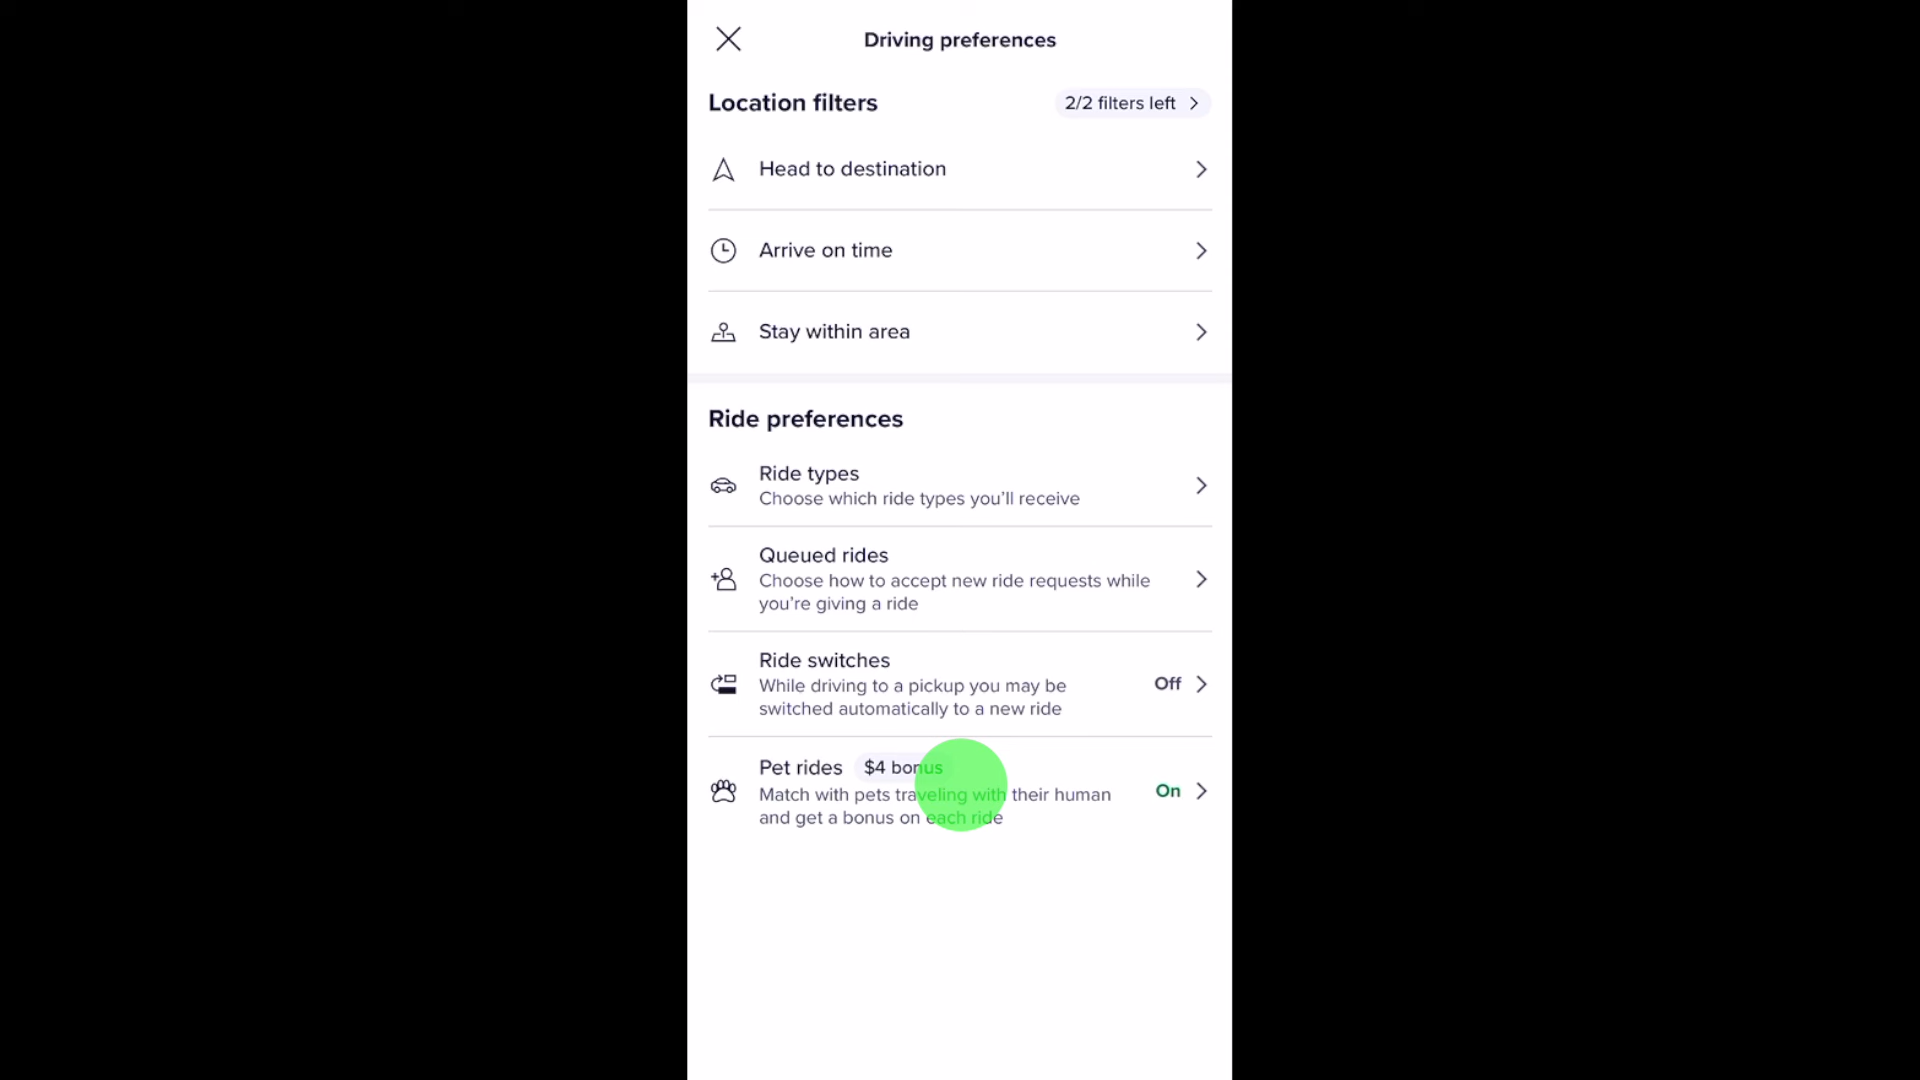 Driving preferences
Location filters
2/2 filters left
Head to destination
Arrive on time
Stay within area
Ride preferences
Ride types
Choose which ride types you’ll receive
Queued rides
Choose how to accept new ride requests while
you’re giving a ride
Ride switches
While driving to a pickup you may be
switched automatically to a new ride
Off
Pet rides $4 bonus
Match with pets traveling with their human
and get a bonus on each ride
On